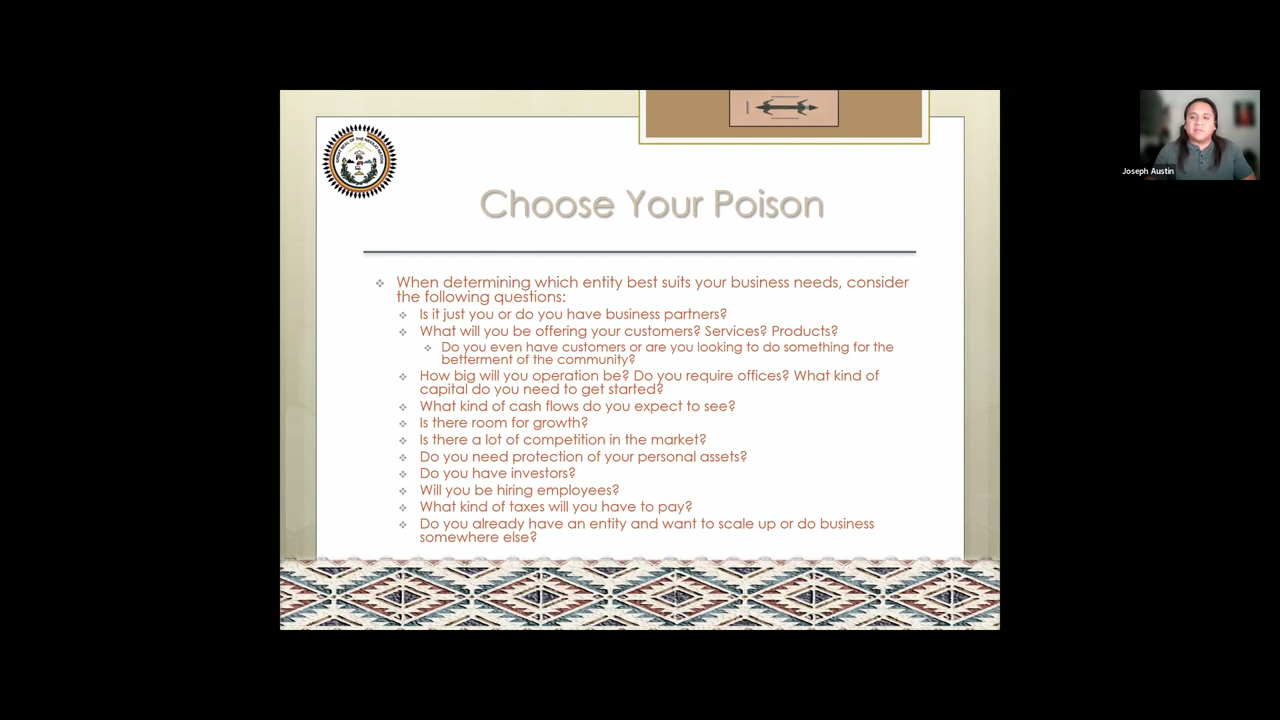 GREAT SEAL OF THE NAVAJO NATION
Joseph Austin
Choose Your Poison
When determining which entity best suits your business needs, consider
the following questions:
Is it just you or do you have business partners?
What will you be offering your customers? Services? Products?
Do you even have customers or are you looking to do something for the
betterment of the community?
How big will you operation be? Do you require offices? What kind of
capital do you need to get started?
What kind of cash flows do you expect to see?
Is there room for growth?
Is there a lot of competition in the market?
Do you need protection of your personal assets?
Do you have investors?
Will you be hiring employees?
What kind of taxes will you have to pay?
Do you already have an entity and want to scale up or do business
somewhere else?